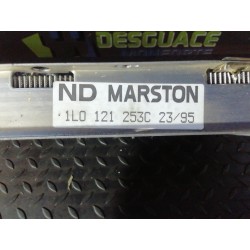 DESGUACE
ND MARSTON
1L0 121 253C 23/95